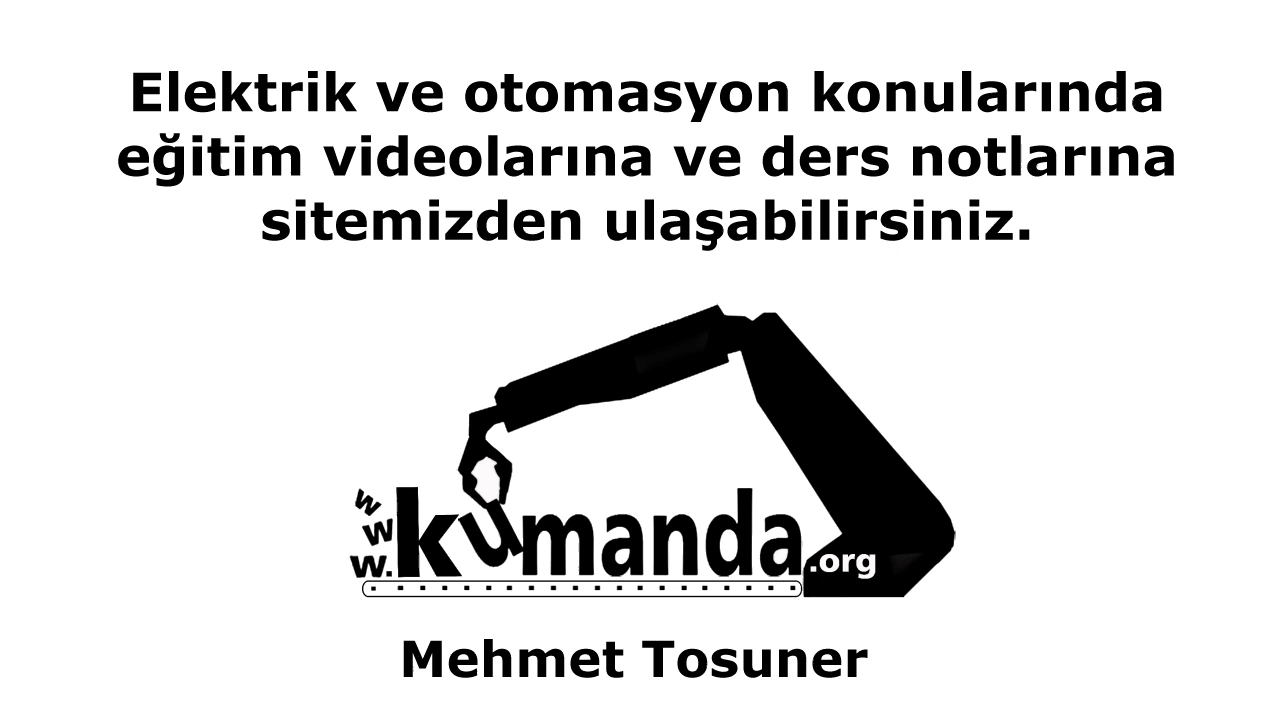 Elektrik ve otomasyon konularında
eğitim videolarına ve ders notlarına
sitemizden ulaşabilirsiniz.
www.kumanda.org
Mehmet Tosuner